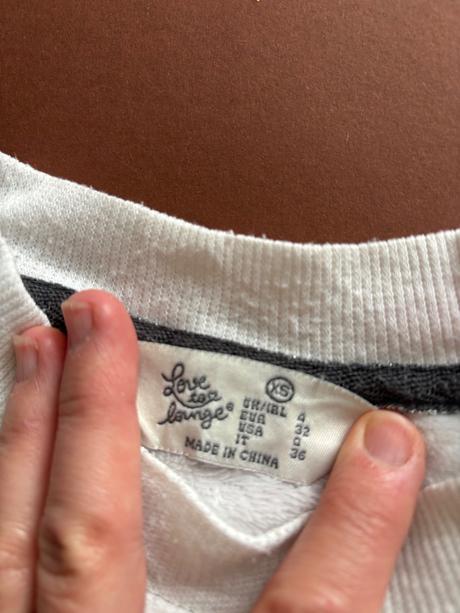 Love
to
lounge®
XS
UK/IRL 4
EUR 32
USA 0
IT 36
MADE IN CHINA